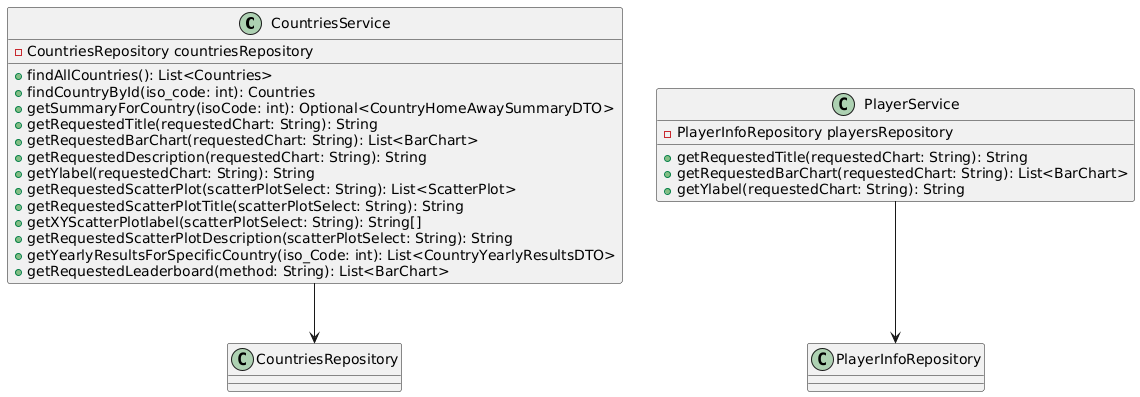 C CountriesService
CountriesRepository countriesRepository
findAllCountries(): List<Countries>
findCountryById(iso_code: int): Countries
getSummaryForCountry(isoCode: int): Optional<CountryHomeAwaySummaryDTO>
getRequestedTitle(requestedChart: String): String
getRequestedBarChart(requestedChart: String): List<BarChart>
getRequestedDescription(requestedChart: String): String
getYlabel(requestedChart: String): String
getRequestedScatterPlot(scatterPlotSelect: String): List<ScatterPlot>
getRequestedScatterPlotTitle(scatterPlotSelect: String): String
getXYScatterPlotlabel(scatterPlotSelect: String): String[]
getRequestedScatterPlotDescription(scatterPlotSelect: String): String
getYearlyResultsForSpecificCountry(iso_Code: int): List<CountryYearlyResultsDTO>
getRequestedLeaderboard(method: String): List<BarChart>
C PlayerService
PlayerInfoRepository playersRepository
getRequestedTitle(requestedChart: String): String
getRequestedBarChart(requestedChart: String): List<BarChart>
getYlabel(requestedChart: String): String
C CountriesRepository
C PlayerInfoRepository